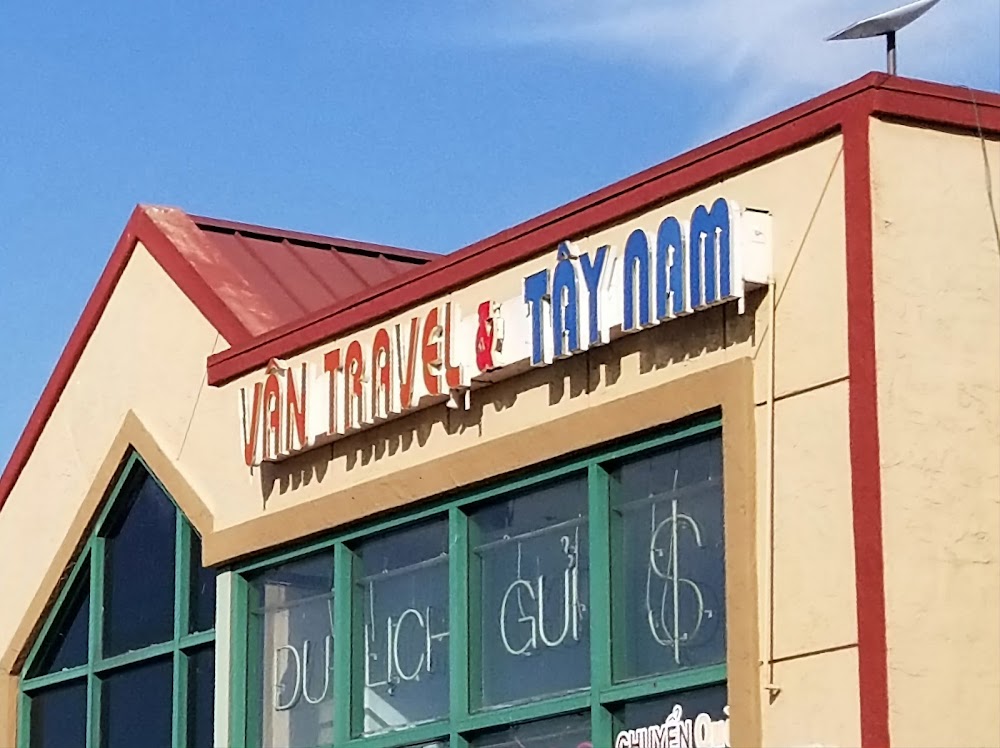 VÂN TRAVEL & TÂY NAM
DU LỊCH GỬI $
CHUYỂN